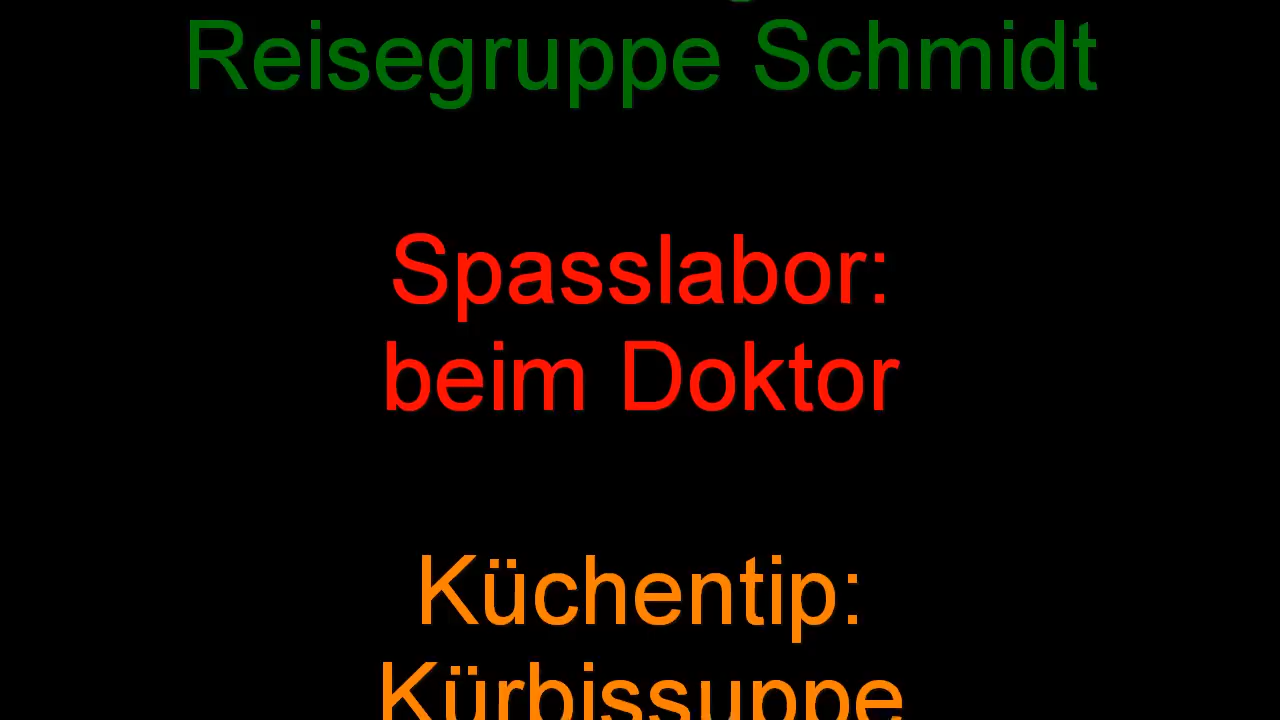 Reisegruppe Schmidt
Spasslabor:
beim Doktor
Küchentip:
Kürbissuppe